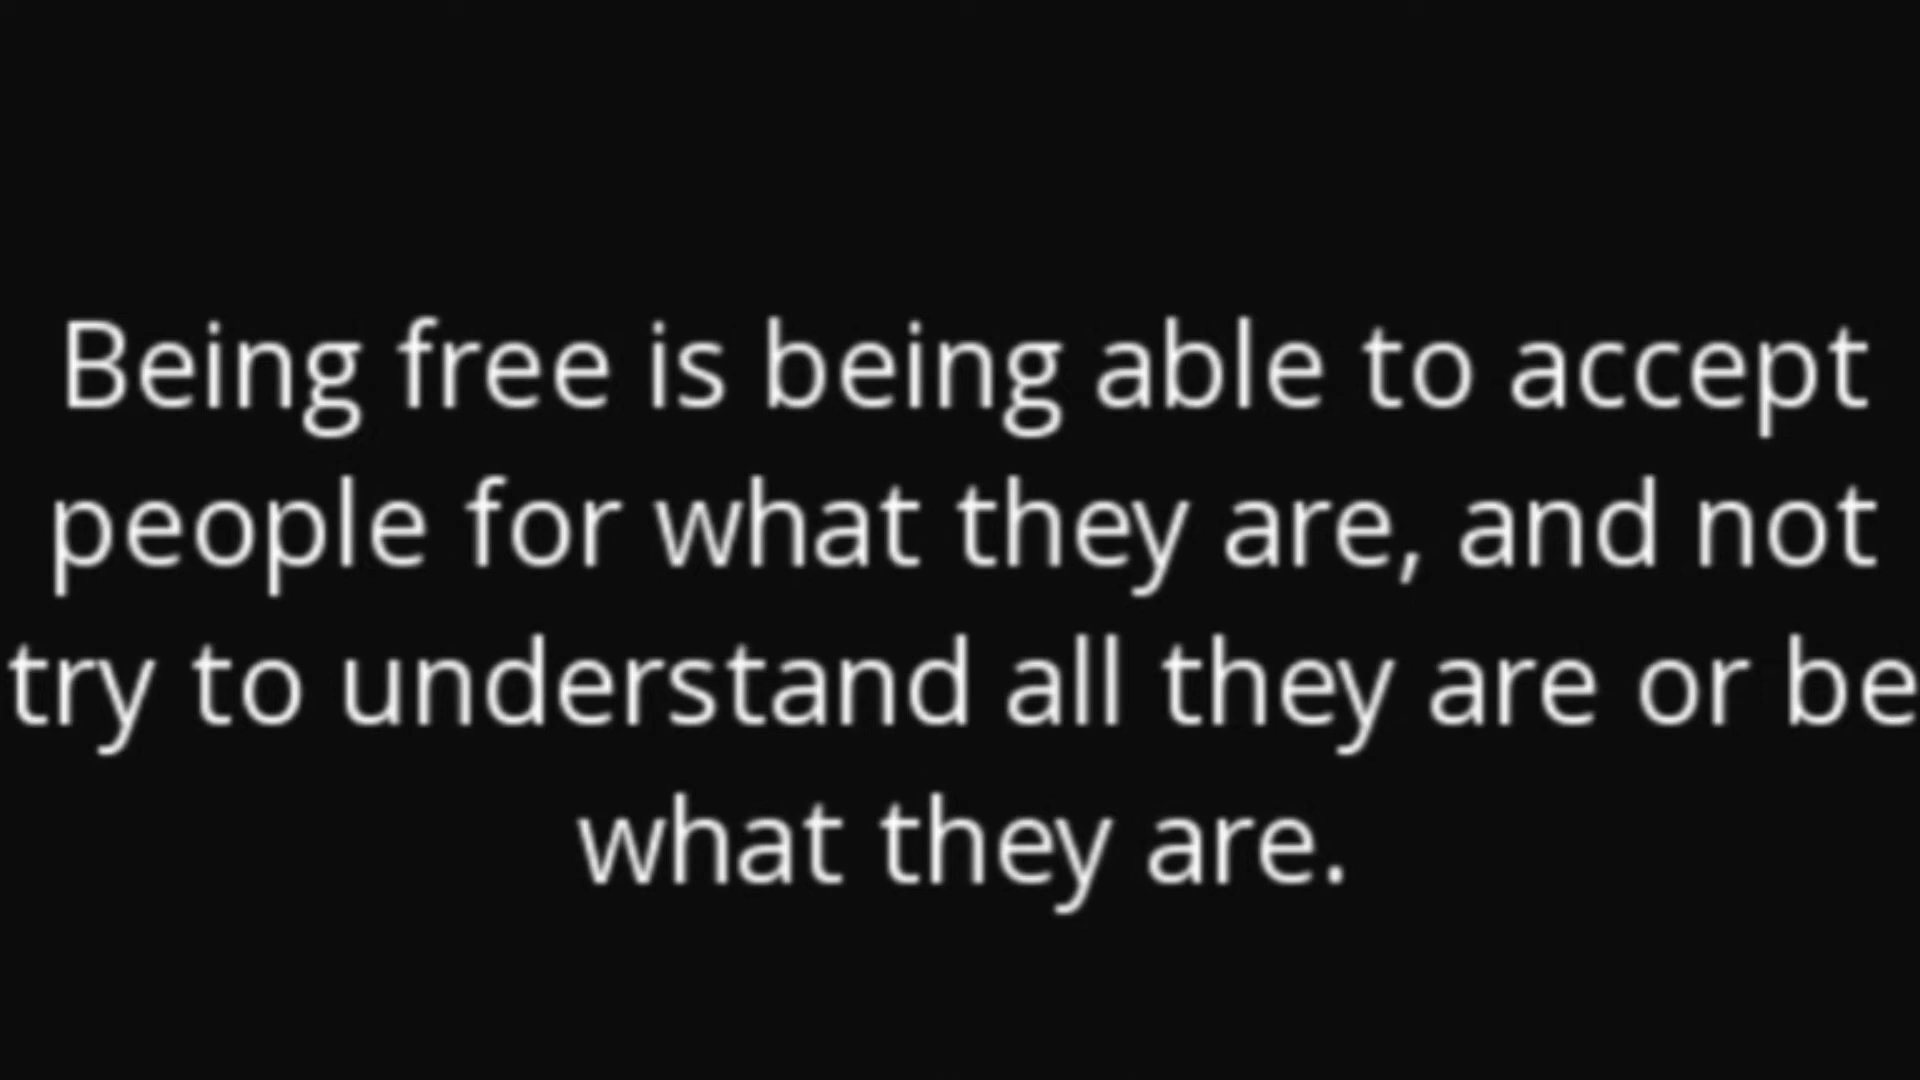 Being free is being able to accept
people for what they are, and not
try to understand all they are or be
what they are.